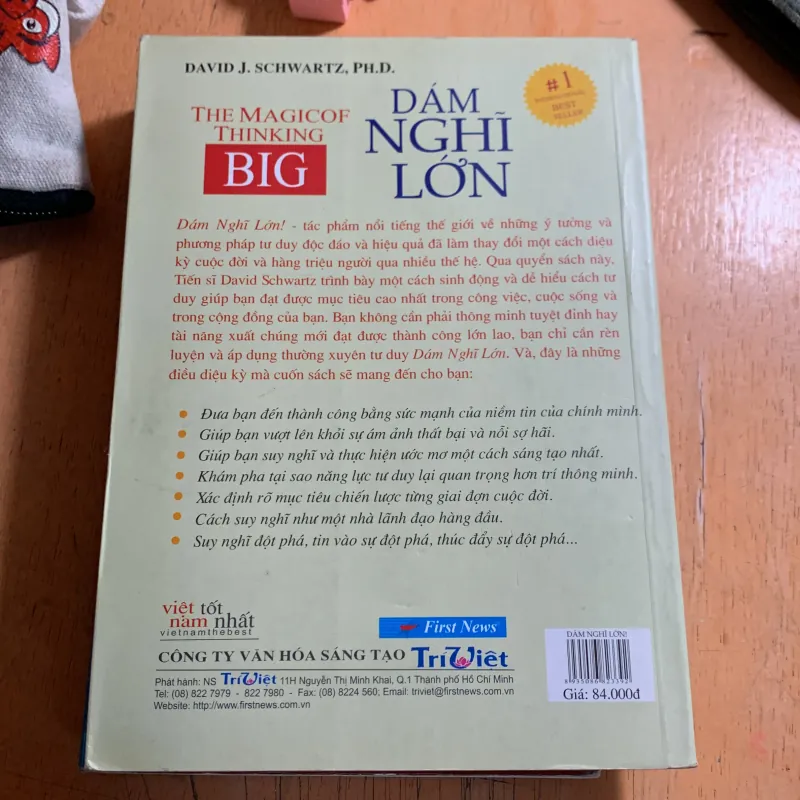 DAVID J. SCHWARTZ, PH.D.
# 1
BEST
SELLER
THE MAGICOF
THINKING
BIG
DÁM
NGHĨ
LỚN
Dám Nghĩ Lớn! - tác phẩm nổi tiếng thế giới về những ý tưởng và
phương pháp tư duy độc đáo và hiệu quả đã làm thay đổi một cách diệu
kỳ cuộc đời và hàng triệu người qua nhiều thế hệ. Qua quyển sách này,
Tiến sĩ David Schwartz trình bày một cách sinh động và dể hiểu cách tư
duy giúp bạn đạt được mục tiêu cao nhất trong công việc, cuộc sống và
trong cộng đồng của bạn. Bạn không cần phải thông minh tuyệt đỉnh hay
tài năng xuất chúng mới đạt được thành công lớn lao, bạn chỉ cần rèn
luyện và áp dụng thường xuyên tư duy Dám Nghĩ Lớn. Và, đây là những
điều diệu kỳ mà cuốn sách sẽ mang đến cho bạn:
Đưa bạn đến thành công bằng sức mạnh của niềm tin của chính mình.
Giúp bạn vượt lên khỏi sự ám ảnh thất bại và nổi sợ hãi.
Giúp bạn suy nghĩ và thực hiện ước mơ một cách sáng tạo nhất.
Khám pha tại sao năng lực tư duy lại quan trọng hơn trí thông minh.
Xác định rõ mục tiêu chiến lược từng giai đợn cuộc đời.
Cách suy nghĩ như một nhà lãnh đạo hàng đầu.
Suy nghĩ đột phá, tin vào sự đột phá, thúc đẩy sự đột phá...
việt tốt
nam nhất
vietnamthebest
First News
CÔNG TY VĂN HÓA SÁNG TẠO TríViệt
Phát hành: NS TríViệt 11H Nguyễn Thị Minh Khai, Q.1 Thành phố Hồ Chí Minh
Tel: (08) 822 7979 - 822 7980 - Fax: (08) 8224 560; Email: triviet@firstnews.com.vn
Website: http://www.firstnews.com.vn
DÁM NGHĨ LỚN!
8 935086 823392
Giá: 84.000đ